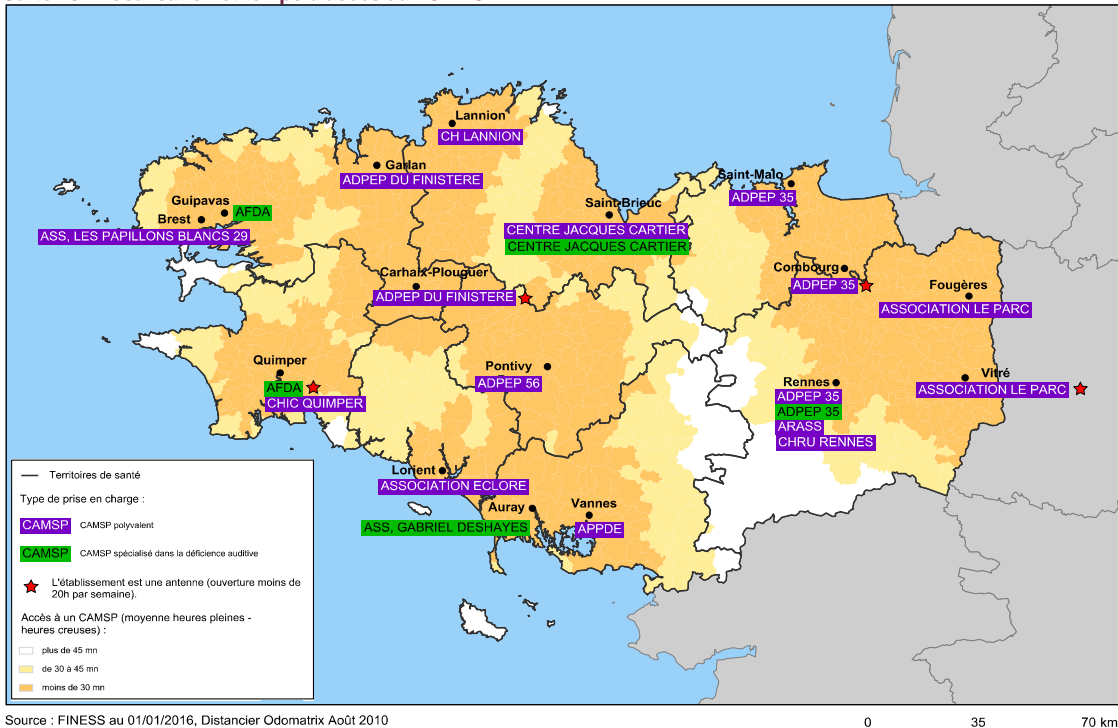 Lannion
CH LANNION
Garlan
ADPEP DU FINISTERE
Saint-Malo
ADPEP 35
Guipavas
AFDA
Brest
ASS, LES PAPILLONS BLANCS 29
Saint-Brieuc
CENTRE JACQUES CARTIER
CENTRE JACQUES CARTIER
Carhaix-Plouguer
ADPEP DU FINISTERE
Combourg
ADPEP 35
Fougères
ASSOCIATION LE PARC
Quimper
AFDA
CHIC QUIMPER
Pontivy
ADPEP 56
Rennes
ADPEP 35
ADPEP 35
ARASS
CHRU RENNES
Vitré
ASSOCIATION LE PARC
Lorient
ASSOCIATION ECLORE
Auray
ASS, GABRIEL DESHAYES
Vannes
APPDE
Territoires de santé
Type de prise en charge :
CAMSP CAMSP polyvalent
CAMSP CAMSP spécialisé dans la déficience auditive
L'établissement est une antenne (ouverture moins de
20h par semaine).
Accès à un CAMSP (moyenne heures pleines -
heures creuses) :
plus de 45 mn
de 30 à 45 mn
moins de 30 mn
Source : FINESS au 01/01/2016, Distancier Odomatrix Août 2010
0 35 70 km